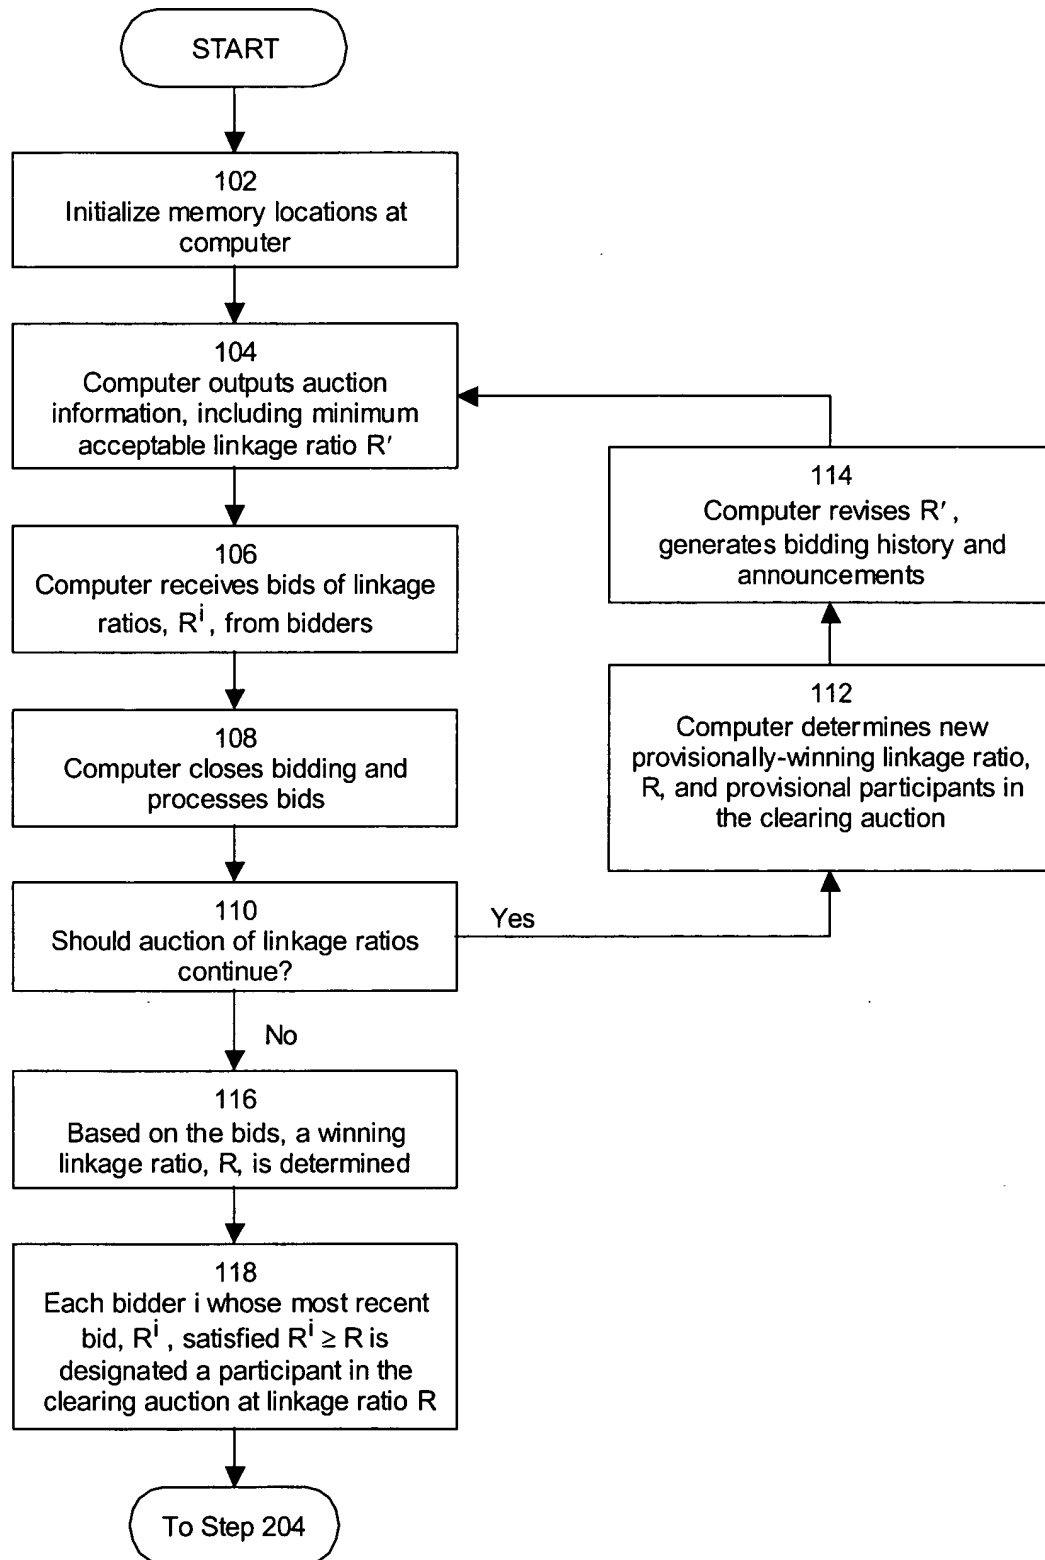 START
102
Initialize memory locations at
computer
104
Computer outputs auction
information, including minimum
acceptable linkage ratio R′
106
Computer receives bids of linkage
ratios, Rⁱ, from bidders
108
Computer closes bidding and
processes bids
110
Should auction of linkage ratios
continue?
Yes
112
Computer determines new
provisionally-winning linkage ratio,
R, and provisional participants in
the clearing auction
114
Computer revises R′ ,
generates bidding history and
announcements
No
116
Based on the bids, a winning
linkage ratio, R, is determined
118
Each bidder i whose most recent
bid, Rⁱ , satisfied Rⁱ ≥ R is
designated a participant in the
clearing auction at linkage ratio R
To Step 204